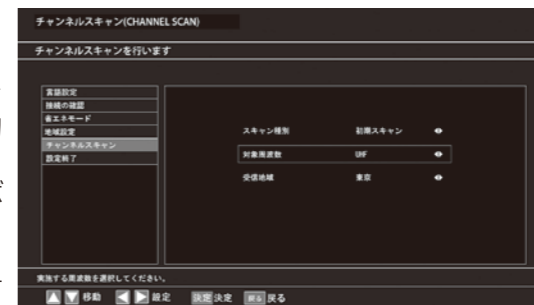 チャンネルスキャン(CHANNEL SCAN)
チャンネルスキャンを行います
言語設定
接続の確認
省エネモード
地域設定
チャンネルスキャン
設定終了
スキャン種別 初期スキャン
対象周波数 UHF
受信地域 東京
実施する周波数を選択してください。
移動 設定 決定 決定 戻る 戻る